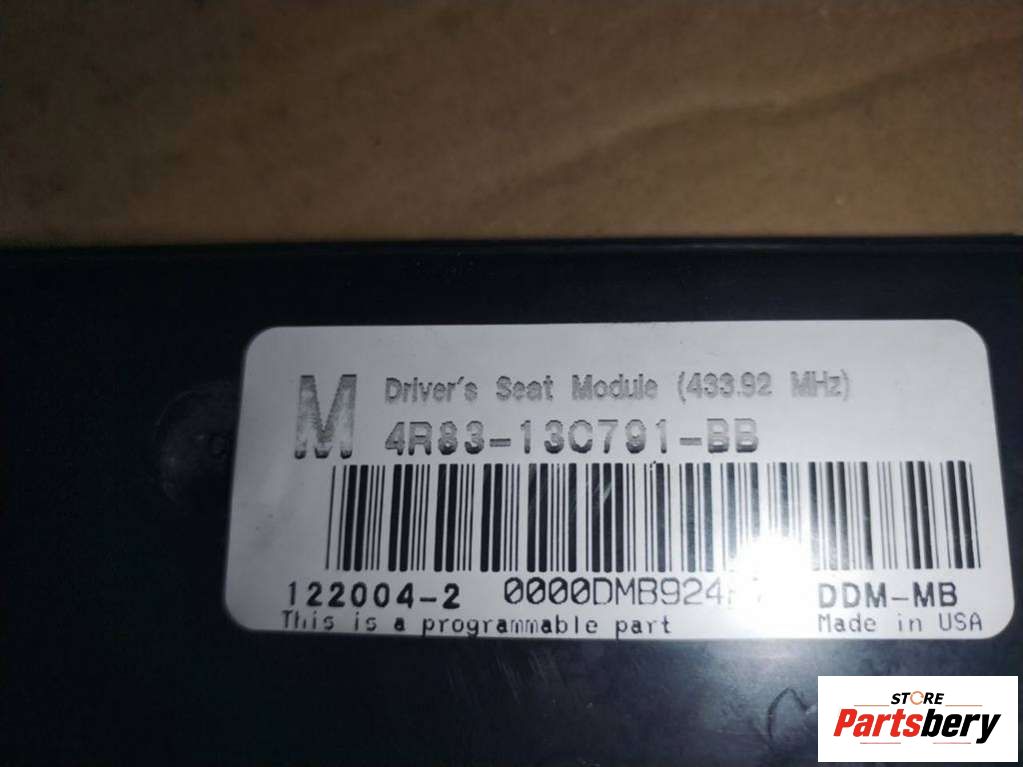 M Driver's Seat Module (433.92 MHz)
4R83-13C791-BB
122004-2 DDM-MB
This is a programmable part Made in USA
STORE
Partsbery